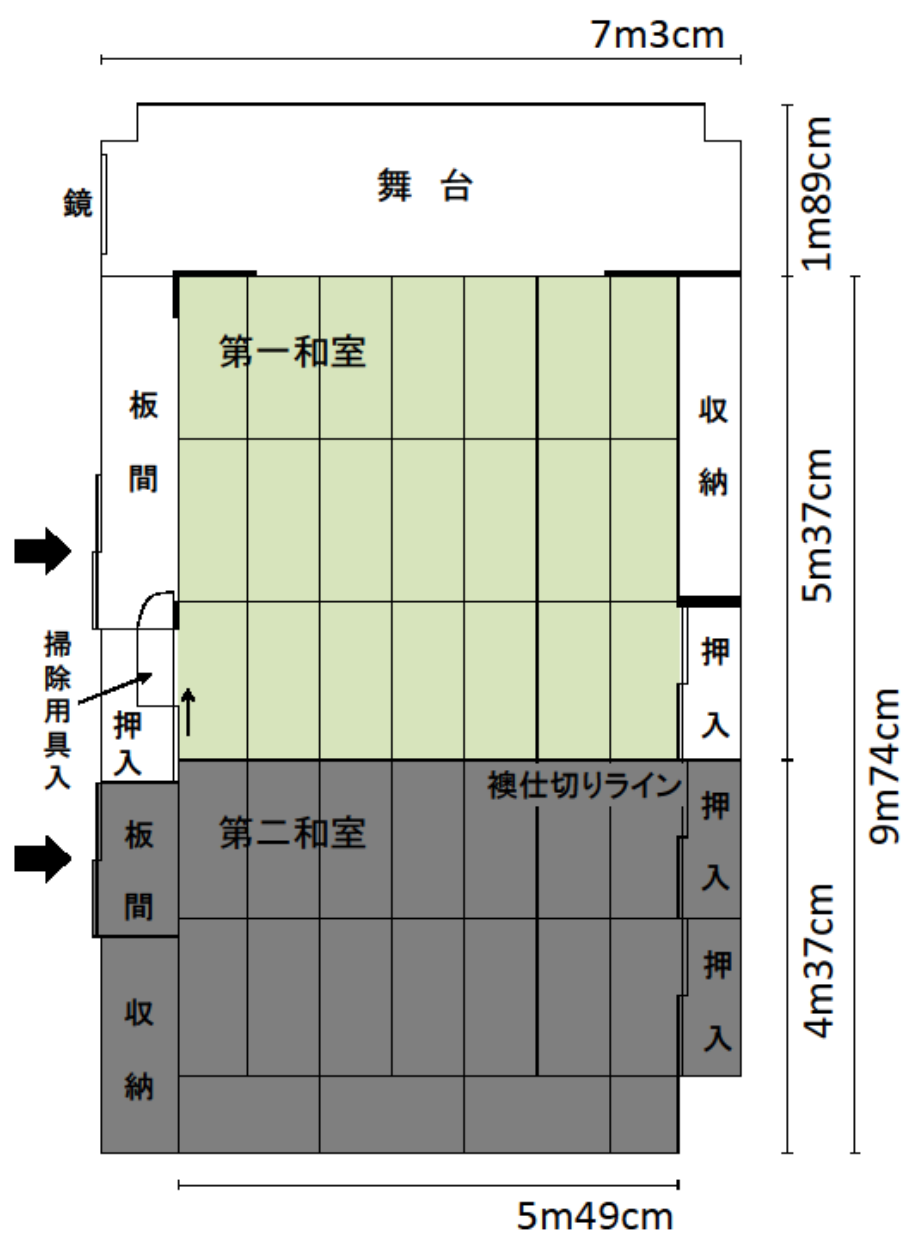 7m3cm
舞台
鏡
1m89cm
第一和室
板間
収納
5m37cm
掃除用具入
押入
押入
9m74cm
襖仕切りライン
第二和室
板間
押入
4m37cm
収納
押入
5m49cm